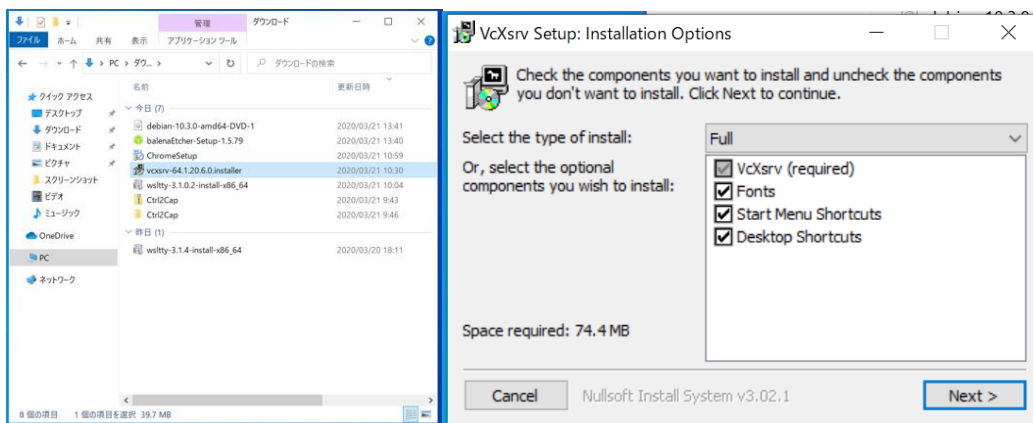 管理
ダウンロード
ファイル
ホーム
共有
表示
アプリケーション ツール
PC
ダウ...
ダウンロードの検索
クイック アクセス
デスクトップ
ダウンロード
ドキュメント
ピクチャ
スクリーンショット
ビデオ
ミュージック
OneDrive
PC
ネットワーク
名前
更新日時
今日 (7)
debian-10.3.0-amd64-DVD-1 2020/03/21 13:41
balenaEtcher-Setup-1.5.79 2020/03/21 13:40
ChromeSetup 2020/03/21 10:59
vcxsrv-64.1.20.6.0.installer 2020/03/21 10:30
wsltty-3.1.0.2-install-x86_64 2020/03/21 10:04
Ctrl2Cap 2020/03/21 9:43
Ctrl2Cap 2020/03/21 9:46
昨日 (1)
wsltty-3.1.4-install-x86_64 2020/03/20 18:11
8 個の項目
1 個の項目を選択 39.7 MB
VcXsrv Setup: Installation Options
Check the components you want to install and uncheck the components
you don't want to install. Click Next to continue.
Select the type of install:
Full
Or, select the optional
components you wish to install:
VcXsrv (required)
Fonts
Start Menu Shortcuts
Desktop Shortcuts
Space required: 74.4 MB
Cancel
Nullsoft Install System v3.02.1
Next >